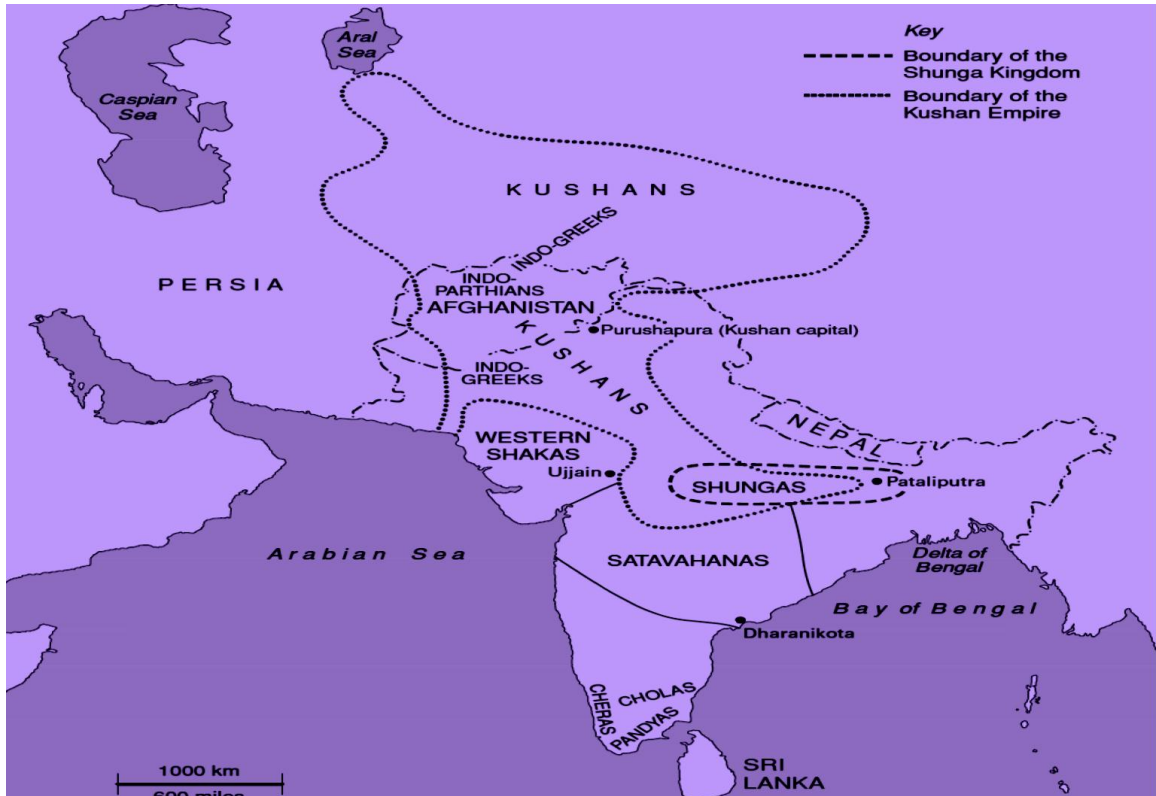 Aral
Sea
Key
Boundary of the
Shunga Kingdom
Boundary of the
Kushan Empire
Caspian
Sea
KUSHANS
INDO-GREEKS
PERSIA
INDO-
PARTHIANS
AFGHANISTAN
Purushapura (Kushan capital)
KUSHANS
INDO-
GREEKS
NEPAL
WESTERN
SHAKAS
Ujjain
SHUNGAS
Pataliputra
Arabian Sea
SATAVAHANAS
Delta of
Bengal
Bay of Bengal
Dharanikota
CHERAS
CHOLAS
PANDYAS
SRI
LANKA
1000 km
600 miles